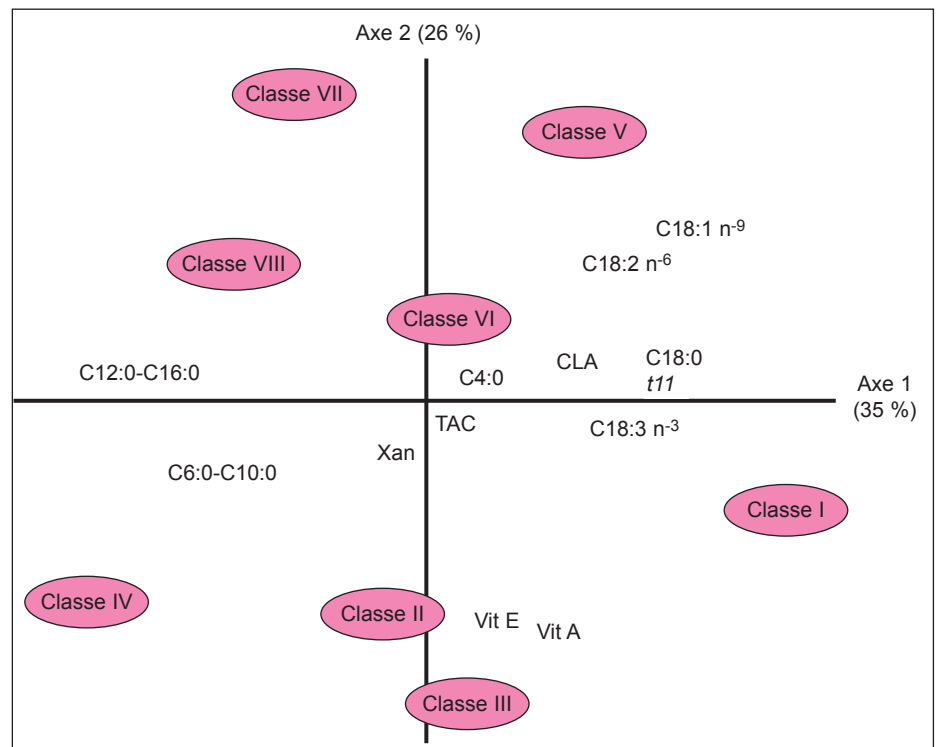 Axe 2 (26 %)
Classe VII
Classe V
C18:1 n-9
C18:2 n-6
Classe VIII
Classe VI
C12:0-C16:0
C4:0
CLA
C18:0
t11
Axe 1
(35 %)
TAC
C18:3 n-3
Xan
C6:0-C10:0
Classe I
Classe IV
Classe II
Vit E
Vit A
Classe III